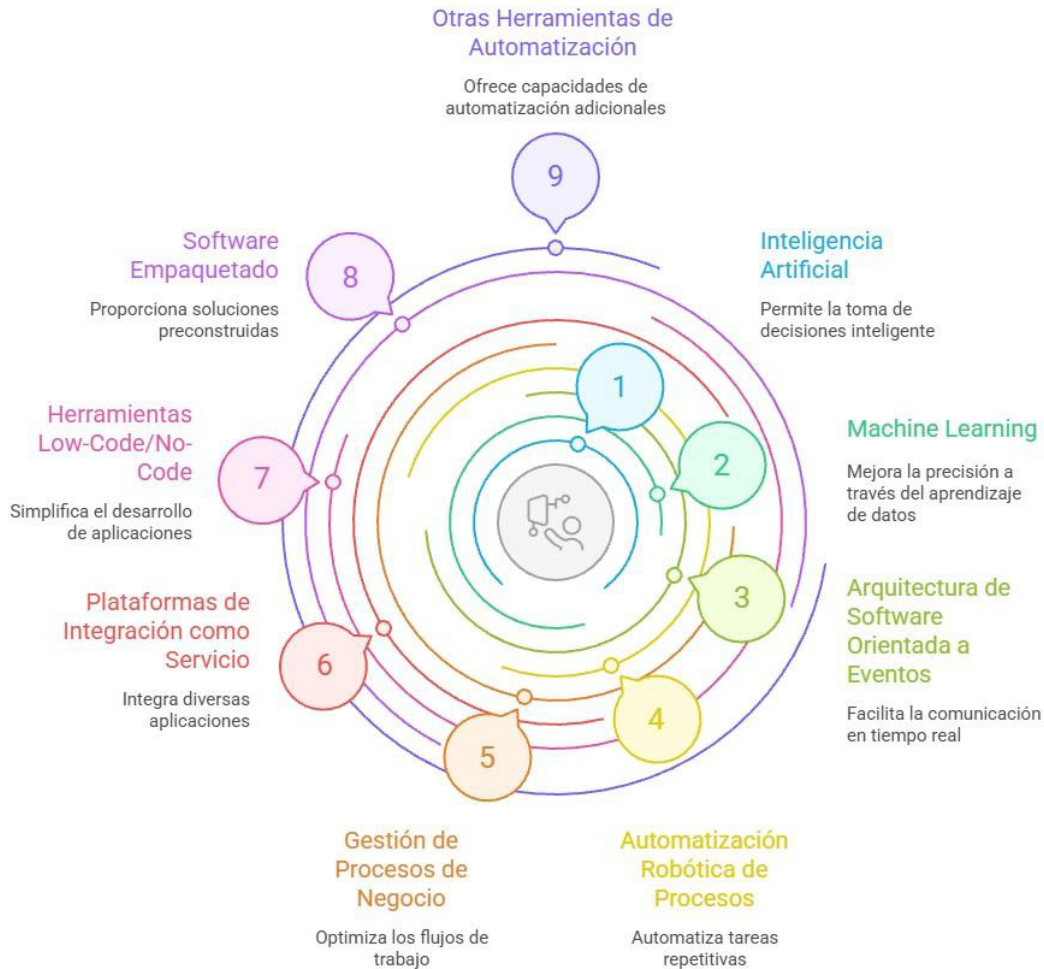 Otras Herramientas de
Automatización
Ofrece capacidades de
automatización adicionales
9
Software
Empaquetado
Proporciona soluciones
preconstruidas
8
Inteligencia
Artificial
Permite la toma de
decisiones inteligente
1
Herramientas
Low-Code/No-
Code
Simplifica el desarrollo
de aplicaciones
7
Machine Learning
Mejora la precisión a
través del aprendizaje
de datos
2
Plataformas de
Integración como
Servicio
Integra diversas
aplicaciones
6
Arquitectura de
Software
Orientada a
Eventos
Facilita la comunicación
en tiempo real
3
5
4
Gestión de
Procesos de
Negocio
Optimiza los flujos de
trabajo
Automatización
Robótica de
Procesos
Automatiza tareas
repetitivas